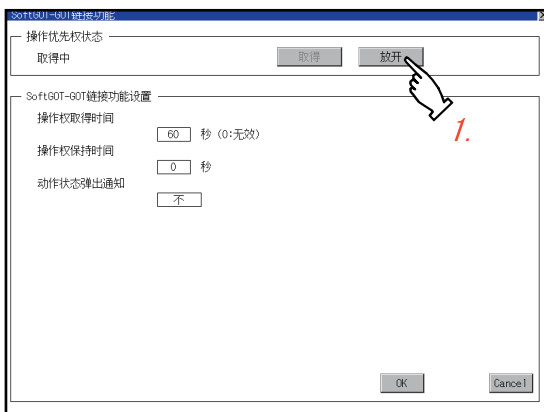 SoftGOT-GOT链接功能
操作优先权状态
取得中 取得 放开
1.
SoftGOT-GOT链接功能设置
操作权取得时间
60 秒 (0:无效)
操作权保持时间
0 秒
动作状态弹出通知
不
OK Cancel